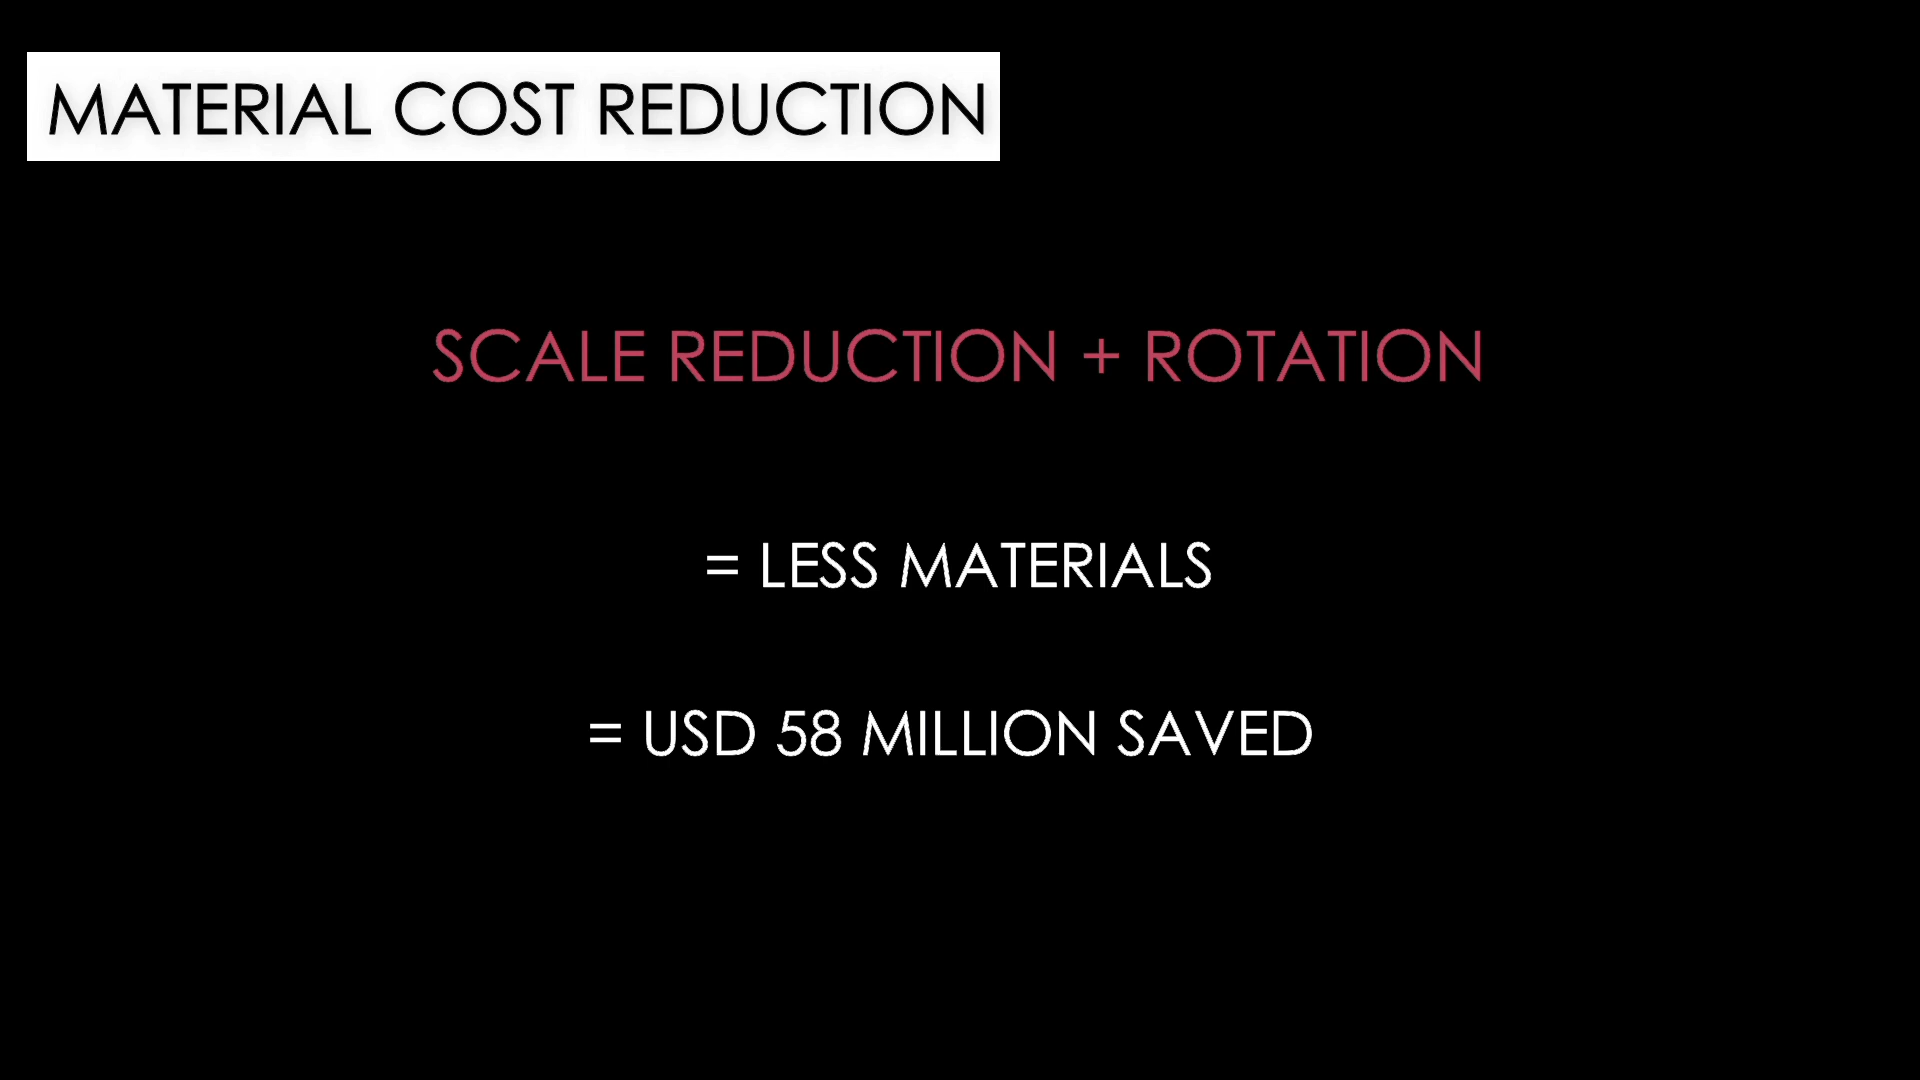 MATERIAL COST REDUCTION
SCALE REDUCTION + ROTATION
= LESS MATERIALS
= USD 58 MILLION SAVED